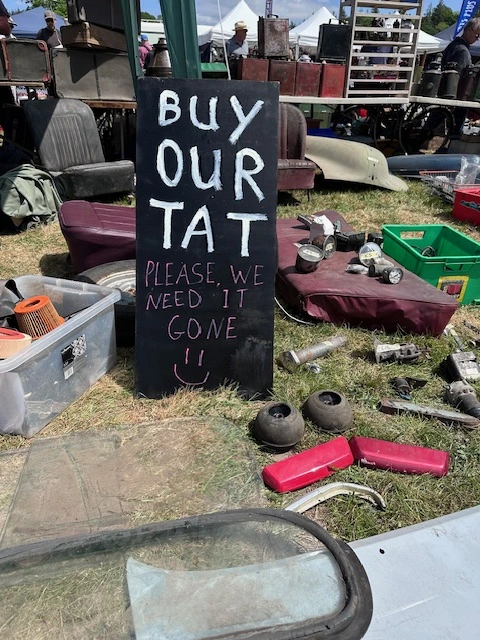 BUY
OUR
TAT
PLEASE, WE
NEED IT
GONE